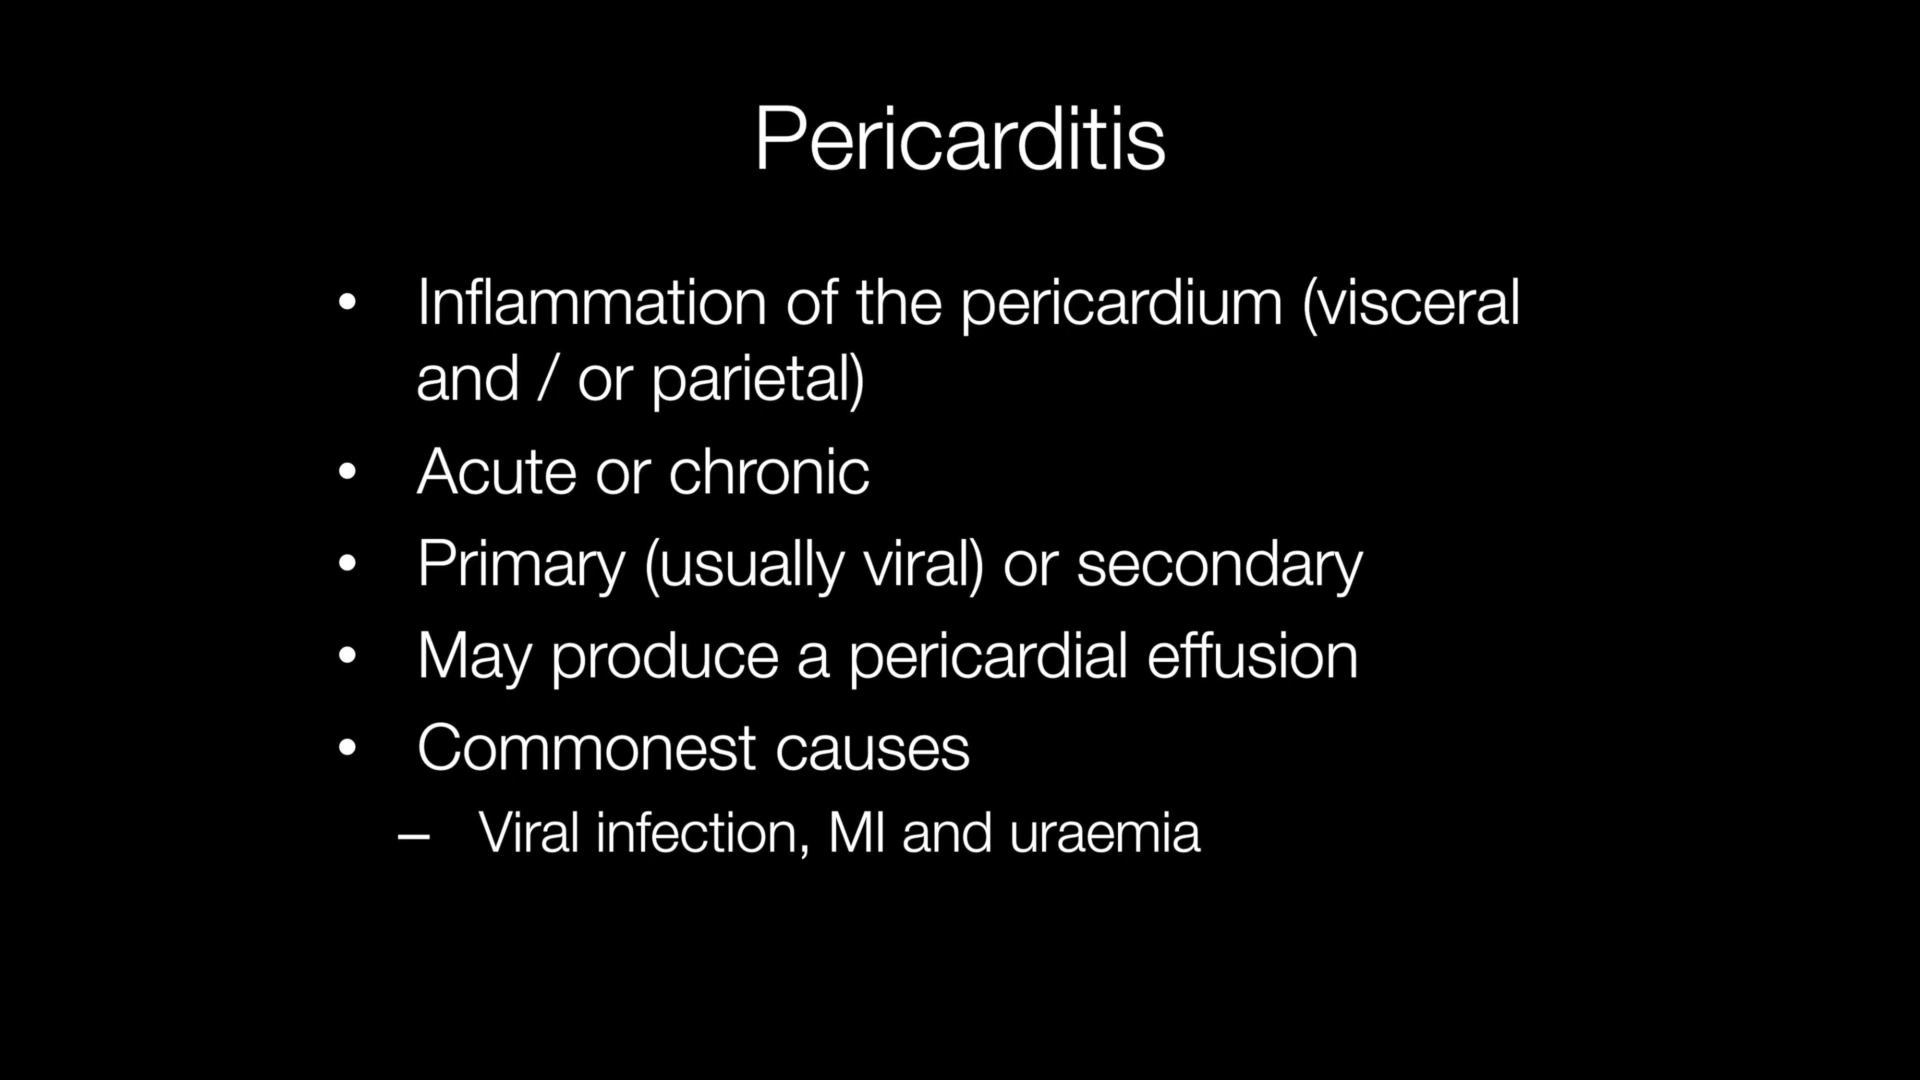 Pericarditis
• Inflammation of the pericardium (visceral
and / or parietal)
• Acute or chronic
• Primary (usually viral) or secondary
• May produce a pericardial effusion
• Commonest causes
– Viral infection, MI and uraemia